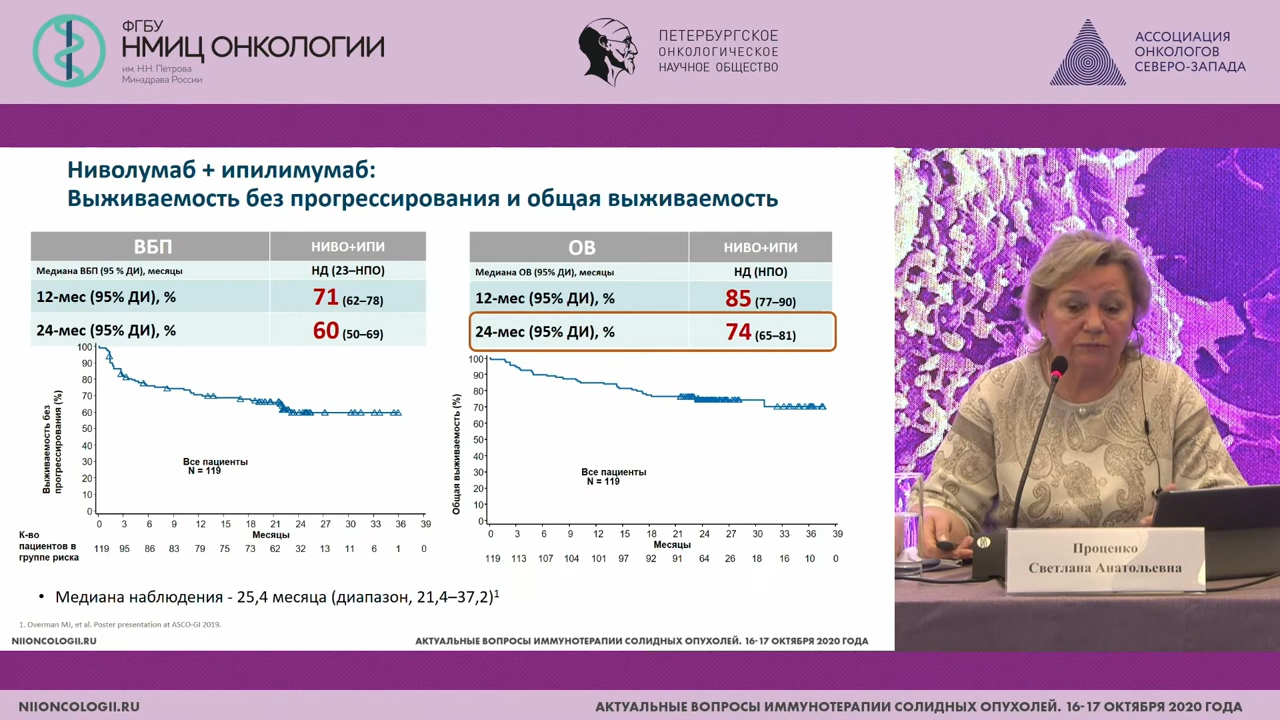 ФГБУ
НМИЦ ОНКОЛОГИИ
им. Н.Н. Петрова
Минздрава России
ПЕТЕРБУРГСКОЕ
ОНКОЛОГИЧЕСКОЕ
НАУЧНОЕ ОБЩЕСТВО
АССОЦИАЦИЯ
ОНКОЛОГОВ
СЕВЕРО-ЗАПАДА
Ниволумаб + ипилимумаб:
Выживаемость без прогрессирования и общая выживаемость
ВБП НИВО+ИПИ
Медиана ВБП (95 % ДИ), месяцы НД (23–НПО)
12-мес (95% ДИ), % 71 (62–78)
24-мес (95% ДИ), % 60 (50–69)
100
90
80
70
60
50
40
30
20
10
0
Выживаемость без
прогрессирования (%)
Все пациенты
N = 119
0 3 6 9 12 15 18 21 24 27 30 33 36 39
Месяцы
К-во
пациентов в
группе риска
119 95 86 83 79 75 73 62 32 13 11 6 1 0
ОВ НИВО+ИПИ
Медиана ОВ (95% ДИ), месяцы НД (НПО)
12-мес (95% ДИ), % 85 (77–90)
24-мес (95% ДИ), % 74 (65–81)
100
90
80
70
60
50
40
30
20
10
0
Общая выживаемость (%)
Все пациенты
N = 119
0 3 6 9 12 15 18 21 24 27 30 33 36 39
Месяцы
119 113 107 104 101 97 92 91 64 26 18 16 10 0
• Медиана наблюдения - 25,4 месяца (диапазон, 21,4–37,2)¹
1. Overman MJ, et al. Poster presentation at ASCO-GI 2019.
NIIONCOLOGII.RU
АКТУАЛЬНЫЕ ВОПРОСЫ ИММУНОТЕРАПИИ СОЛИДНЫХ ОПУХОЛЕЙ. 16-17 ОКТЯБРЯ 2020 ГОДА
Проценко
Светлана Анатольевна
NIIONCOLOGII.RU
АКТУАЛЬНЫЕ ВОПРОСЫ ИММУНОТЕРАПИИ СОЛИДНЫХ ОПУХОЛЕЙ. 16-17 ОКТЯБРЯ 2020 ГОДА